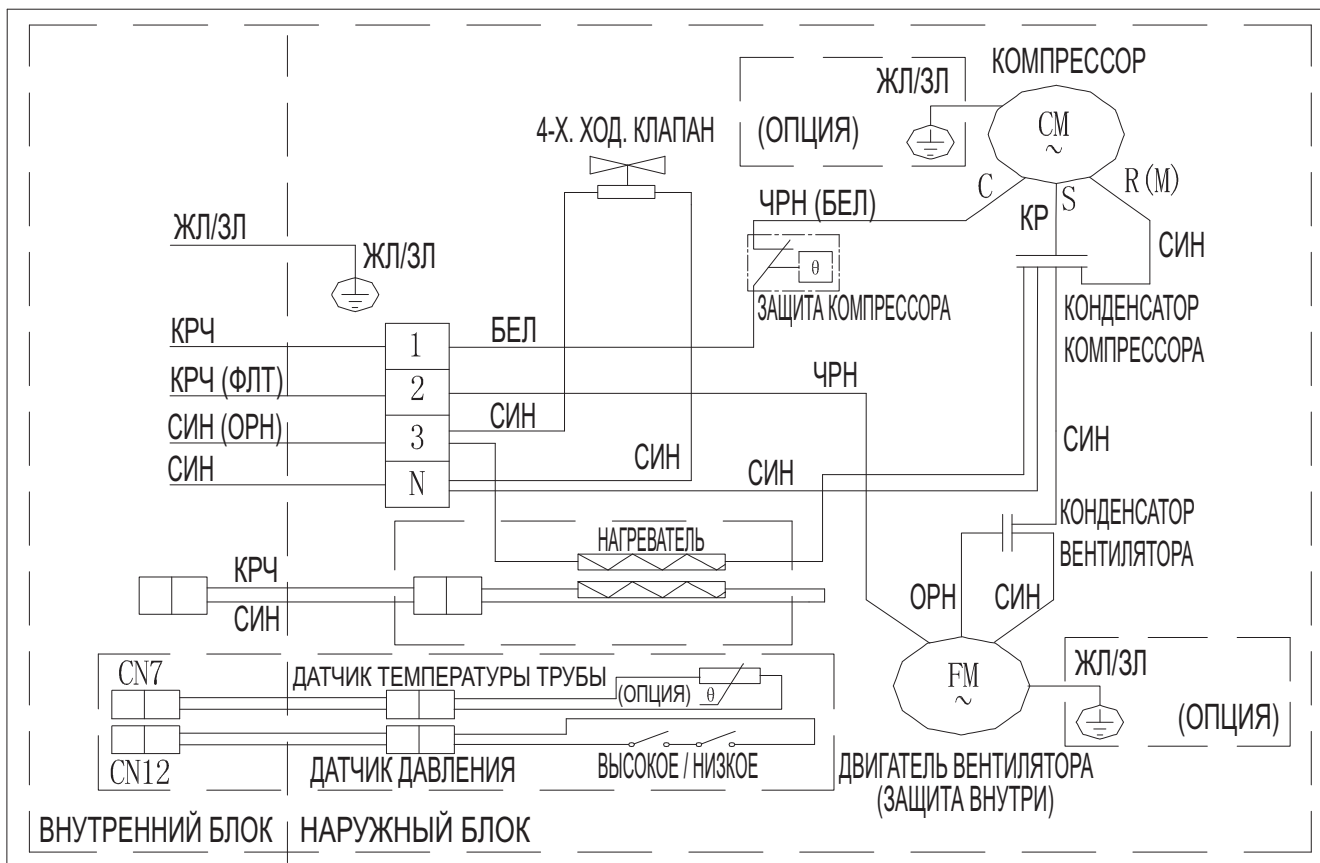 КОМПРЕССОР
ЖЛ/ЗЛ
(ОПЦИЯ)
CM
~
4-Х. ХОД. КЛАПАН
C
S
R (M)
ЧРН (БЕЛ)
КР
СИН
ЖЛ/ЗЛ
ЖЛ/ЗЛ
θ
ЗАЩИТА КОМПРЕССОРА
КОНДЕНСАТОР
КОМПРЕССОРА
КРЧ
1
БЕЛ
КРЧ (ФЛТ)
2
ЧРН
СИН (ОРН)
3
СИН
СИН
СИН
N
СИН
СИН
КОНДЕНСАТОР
ВЕНТИЛЯТОРА
НАГРЕВАТЕЛЬ
КРЧ
СИН
ОРН
СИН
CN7
ДАТЧИК ТЕМПЕРАТУРЫ ТРУБЫ
(ОПЦИЯ)
θ
FM
~
ЖЛ/ЗЛ
(ОПЦИЯ)
CN12
ДАТЧИК ДАВЛЕНИЯ
ВЫСОКОЕ / НИЗКОЕ
ДВИГАТЕЛЬ ВЕНТИЛЯТОРА
(ЗАЩИТА ВНУТРИ)
ВНУТРЕННИЙ БЛОК
НАРУЖНЫЙ БЛОК